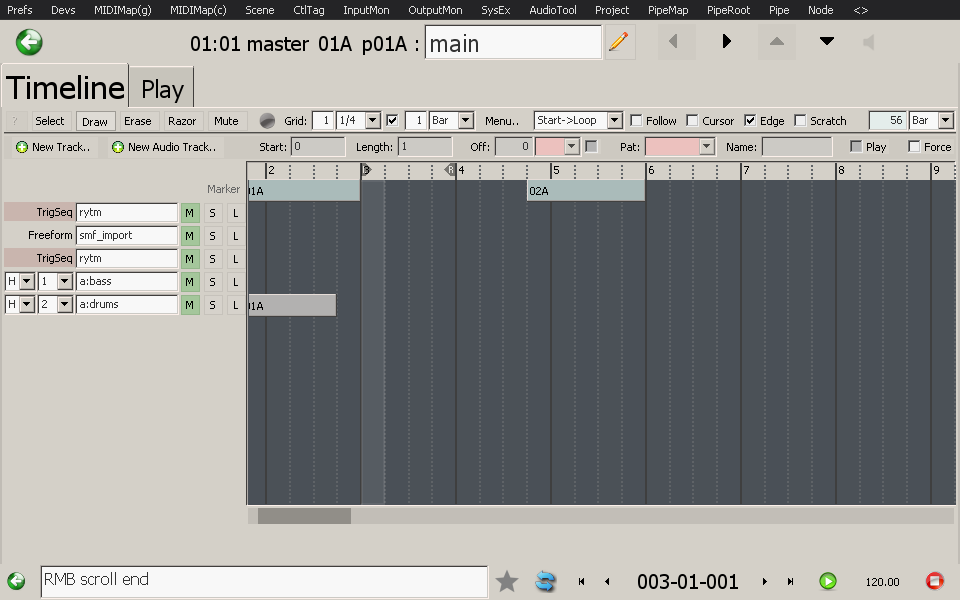 Prefs Devs MIDIMap(g) MIDIMap(c) Scene CtlTag InputMon OutputMon SysEx AudioTool Project PipeMap PipeRoot Pipe Node <>
01:01 master 01A p01A : main
Timeline Play
? Select Draw Erase Razor Mute Grid: 1 1/4 1 Bar Menu.. Start->Loop Follow Cursor Edge Scratch 56 Bar
New Track.. New Audio Track.. Start: 0 Length: 1 Off: 0 Pat: Name: Play Force
2 3 R 4 5 6 7 8 9
Marker 01A 02A
TrigSeq rytm M S L
Freeform smf_import M S L
TrigSeq rytm M S L
H 1 a:bass M S L
H 2 a:drums M S L 01A
RMB scroll end 003-01-001 120.00